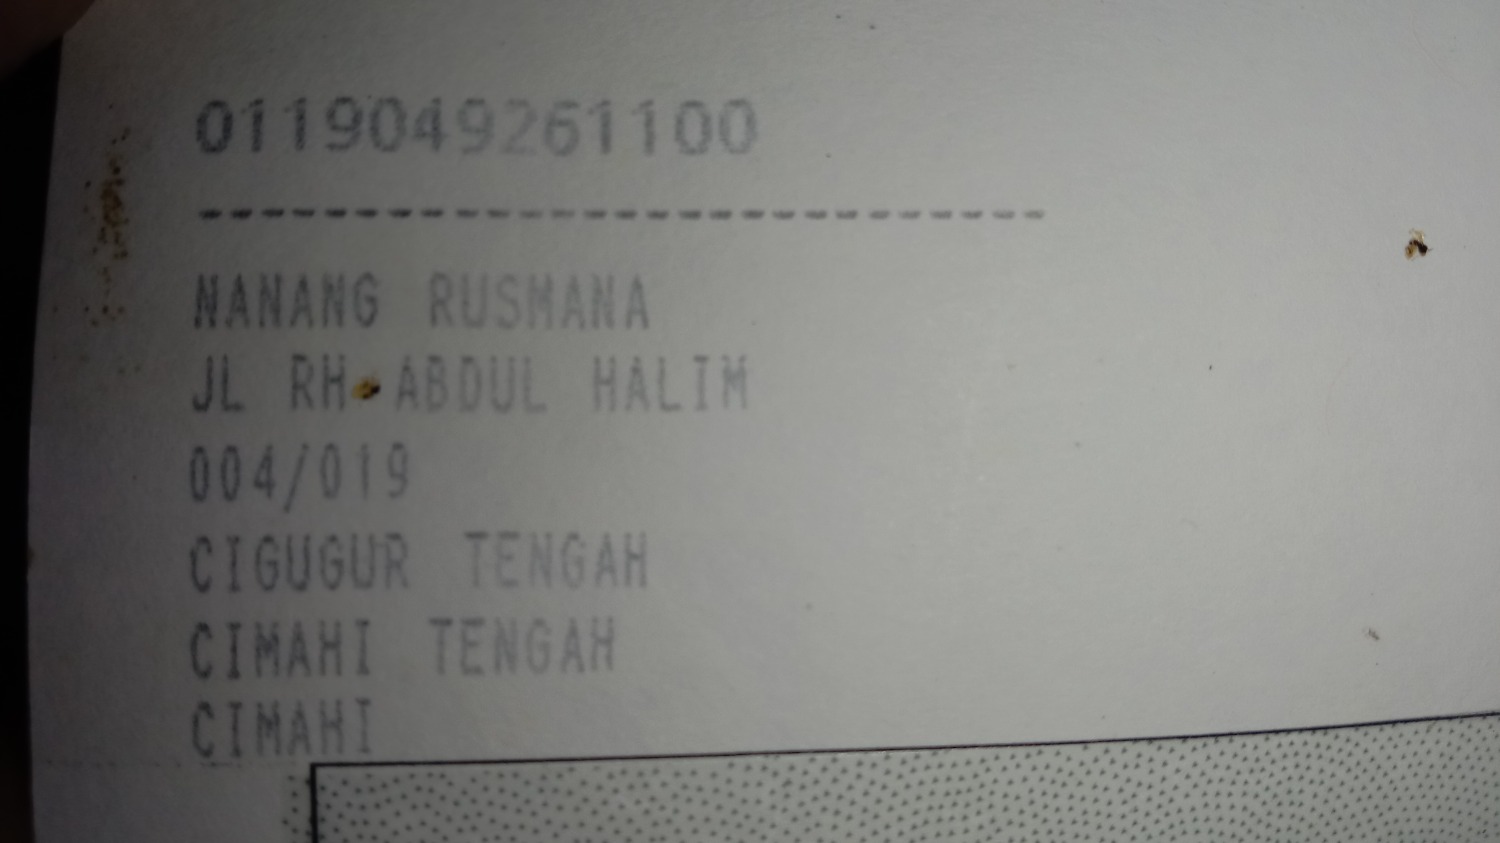 0119049261100
---------------------------
NANANG RUSMANA
JL RH ABDUL HALIM
004/019
CIGUGUR TENGAH
CIMAHI TENGAH
CIMAHI